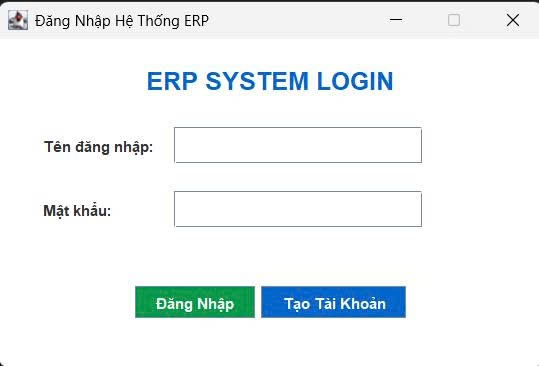 Đăng Nhập Hệ Thống ERP
ERP SYSTEM LOGIN
Tên đăng nhập:
Mật khẩu:
Đăng Nhập
Tạo Tài Khoản